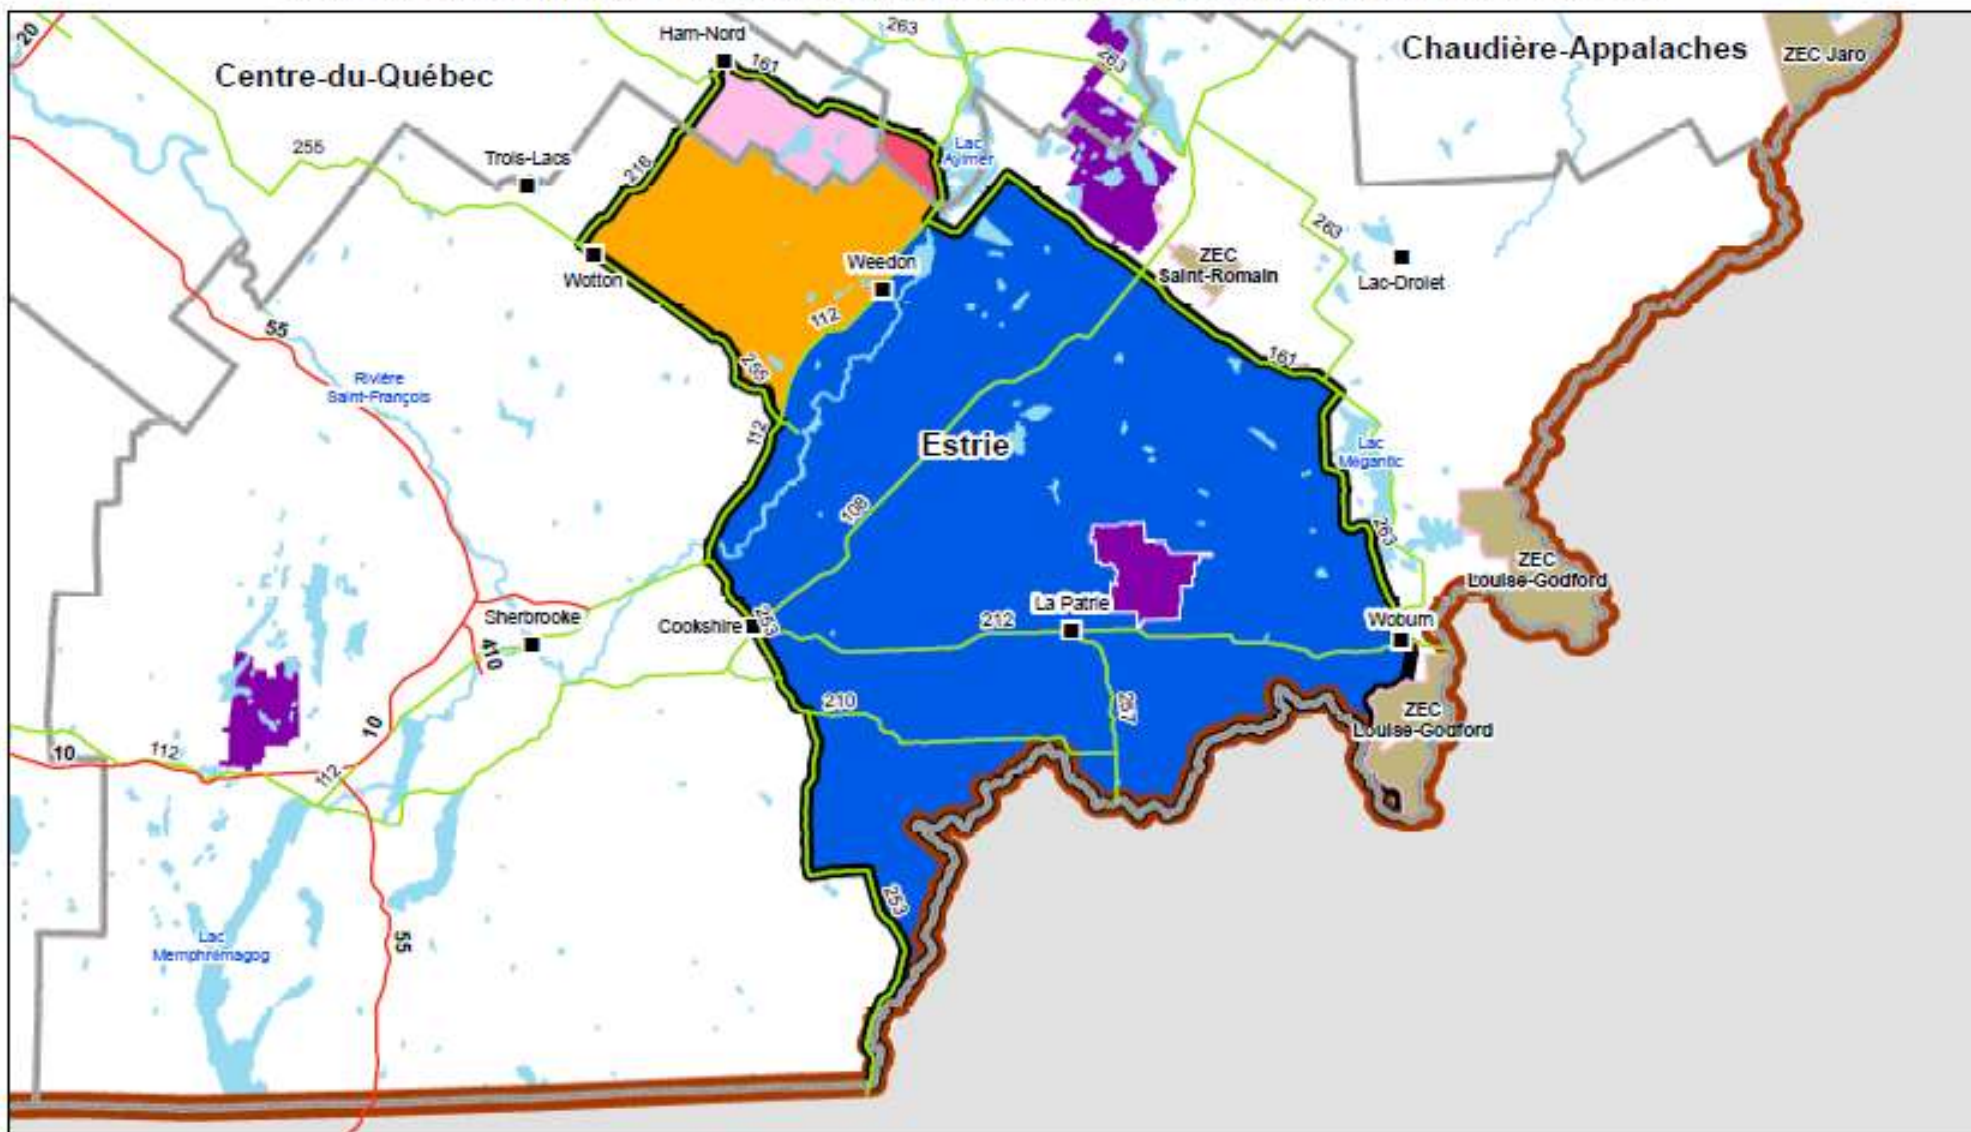 20
Ham-Nord
263
Chaudière-Appalaches
ZEC Jaro
Centre-du-Québec
161
263
255
Trois-Lacs
216
Lac
Aylmer
263
ZEC
Saint-Romain
Lac-Drolet
Wotton
Weedon
112
55
255
161
Rivière
Saint-François
112
Estrie
Lac
Mégantic
108
263
ZEC
Louise-Godford
Sherbrooke
Cookshire
253
La Patrie
212
Woburn
410
210
257
ZEC
Louise-Godford
10
10
112
112
253
Lac
Memphrémagog
55